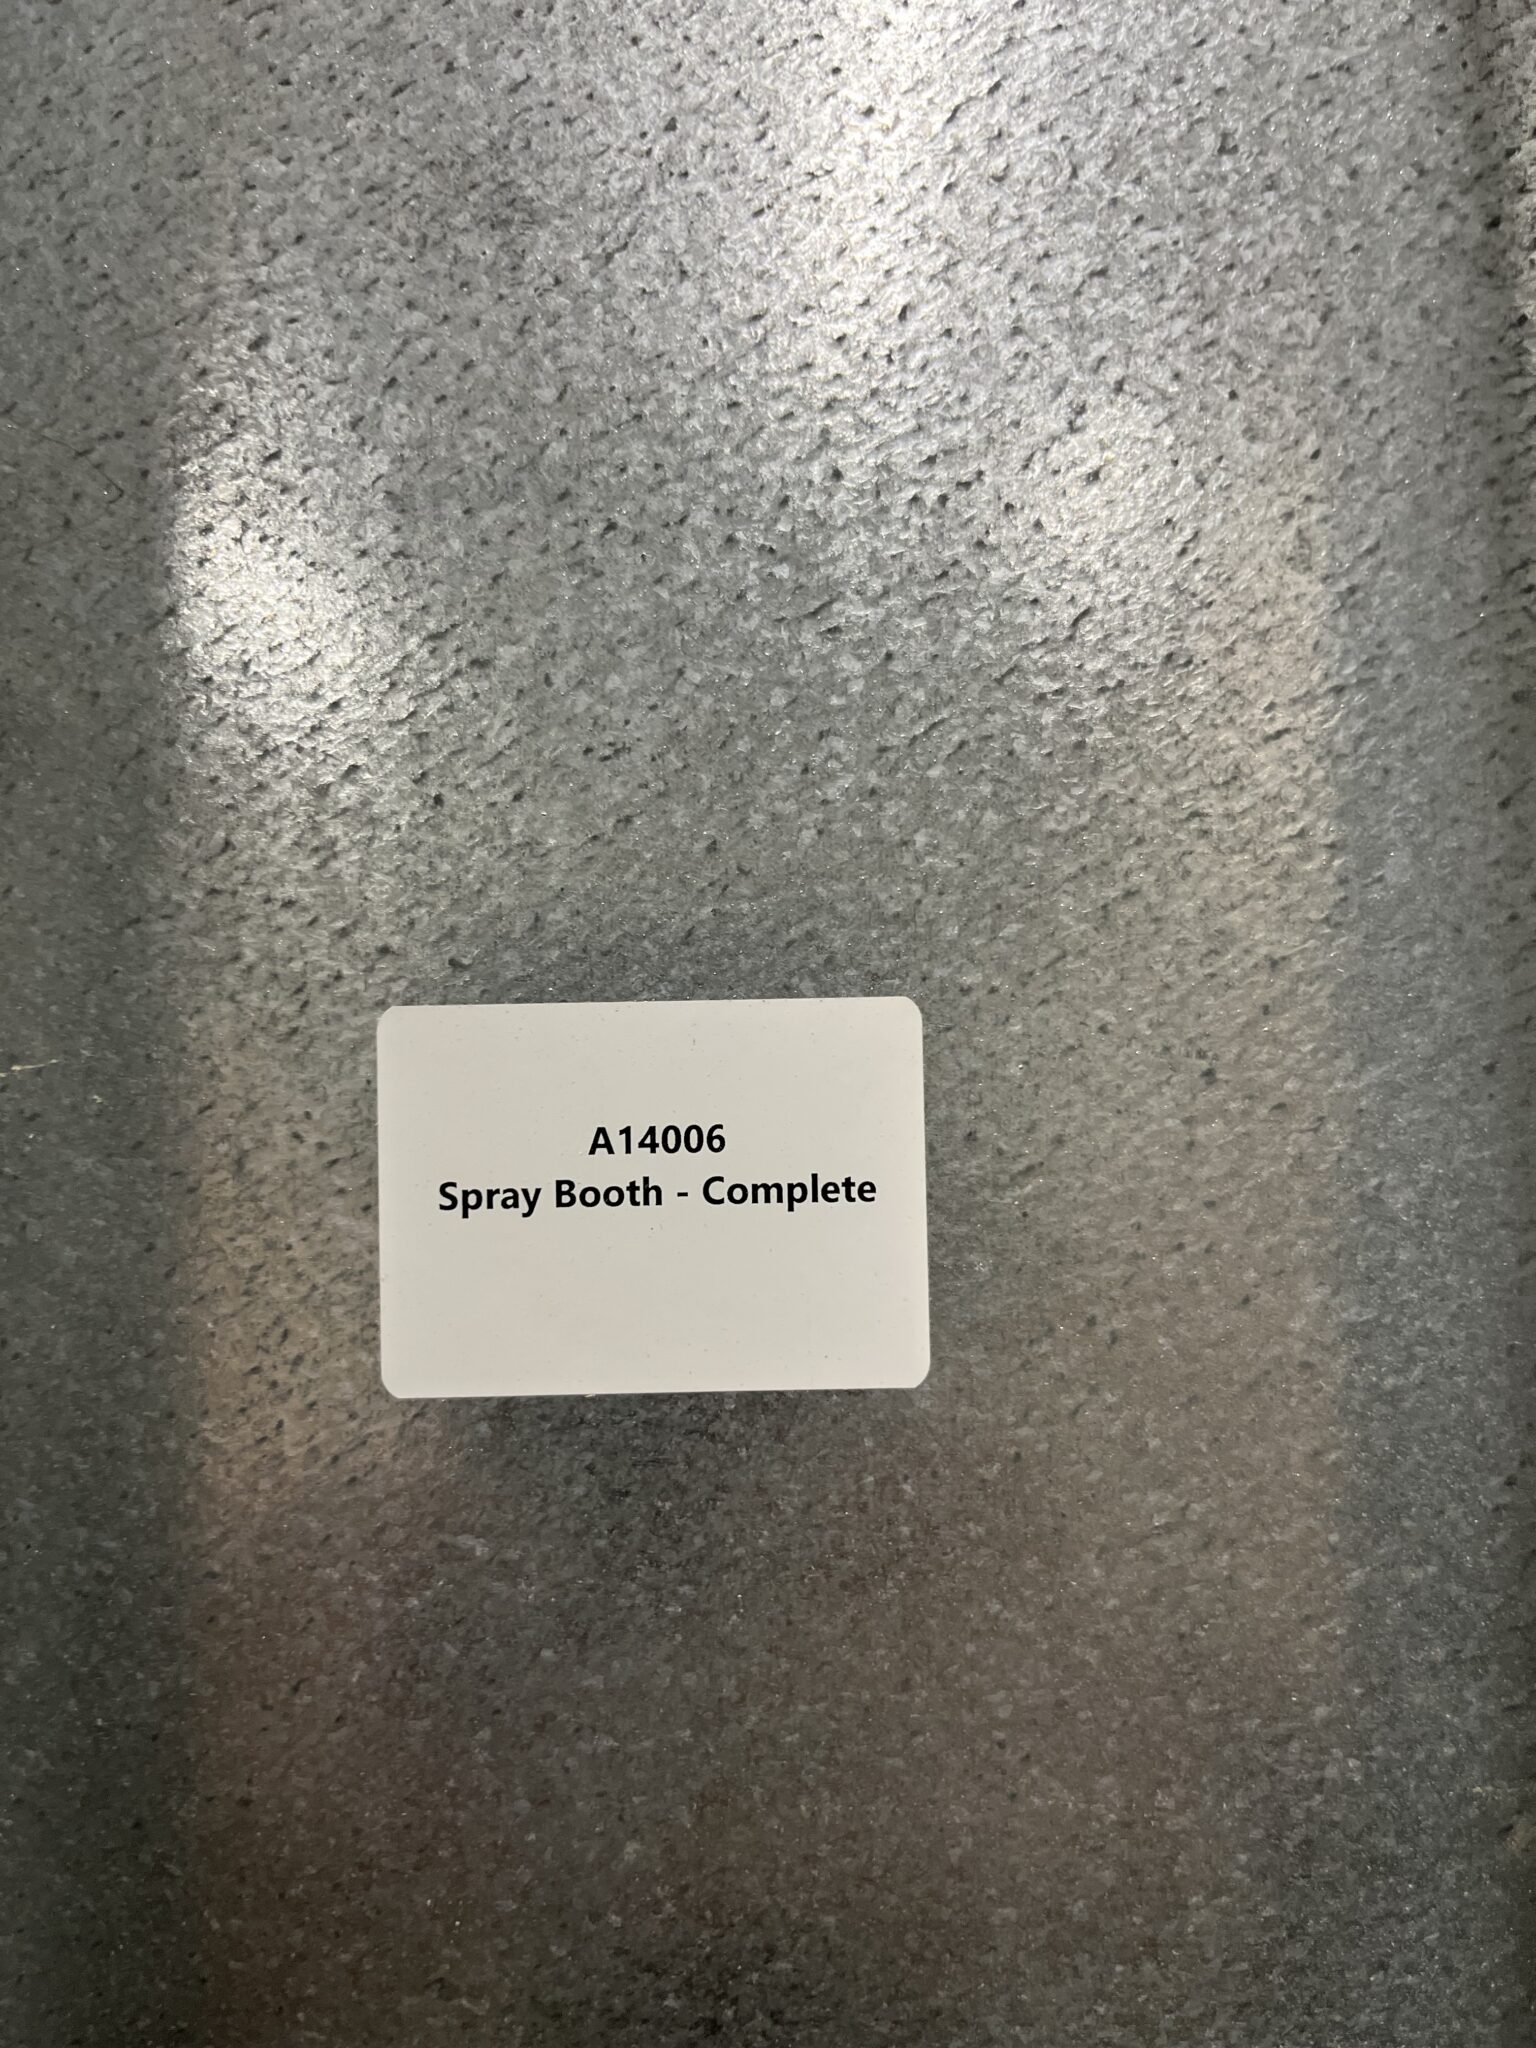 A14006
Spray Booth - Complete